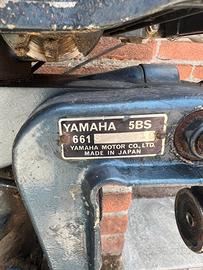 YAMAHA 5BS
661
YAMAHA MOTOR CO., LTD.
MADE IN JAPAN